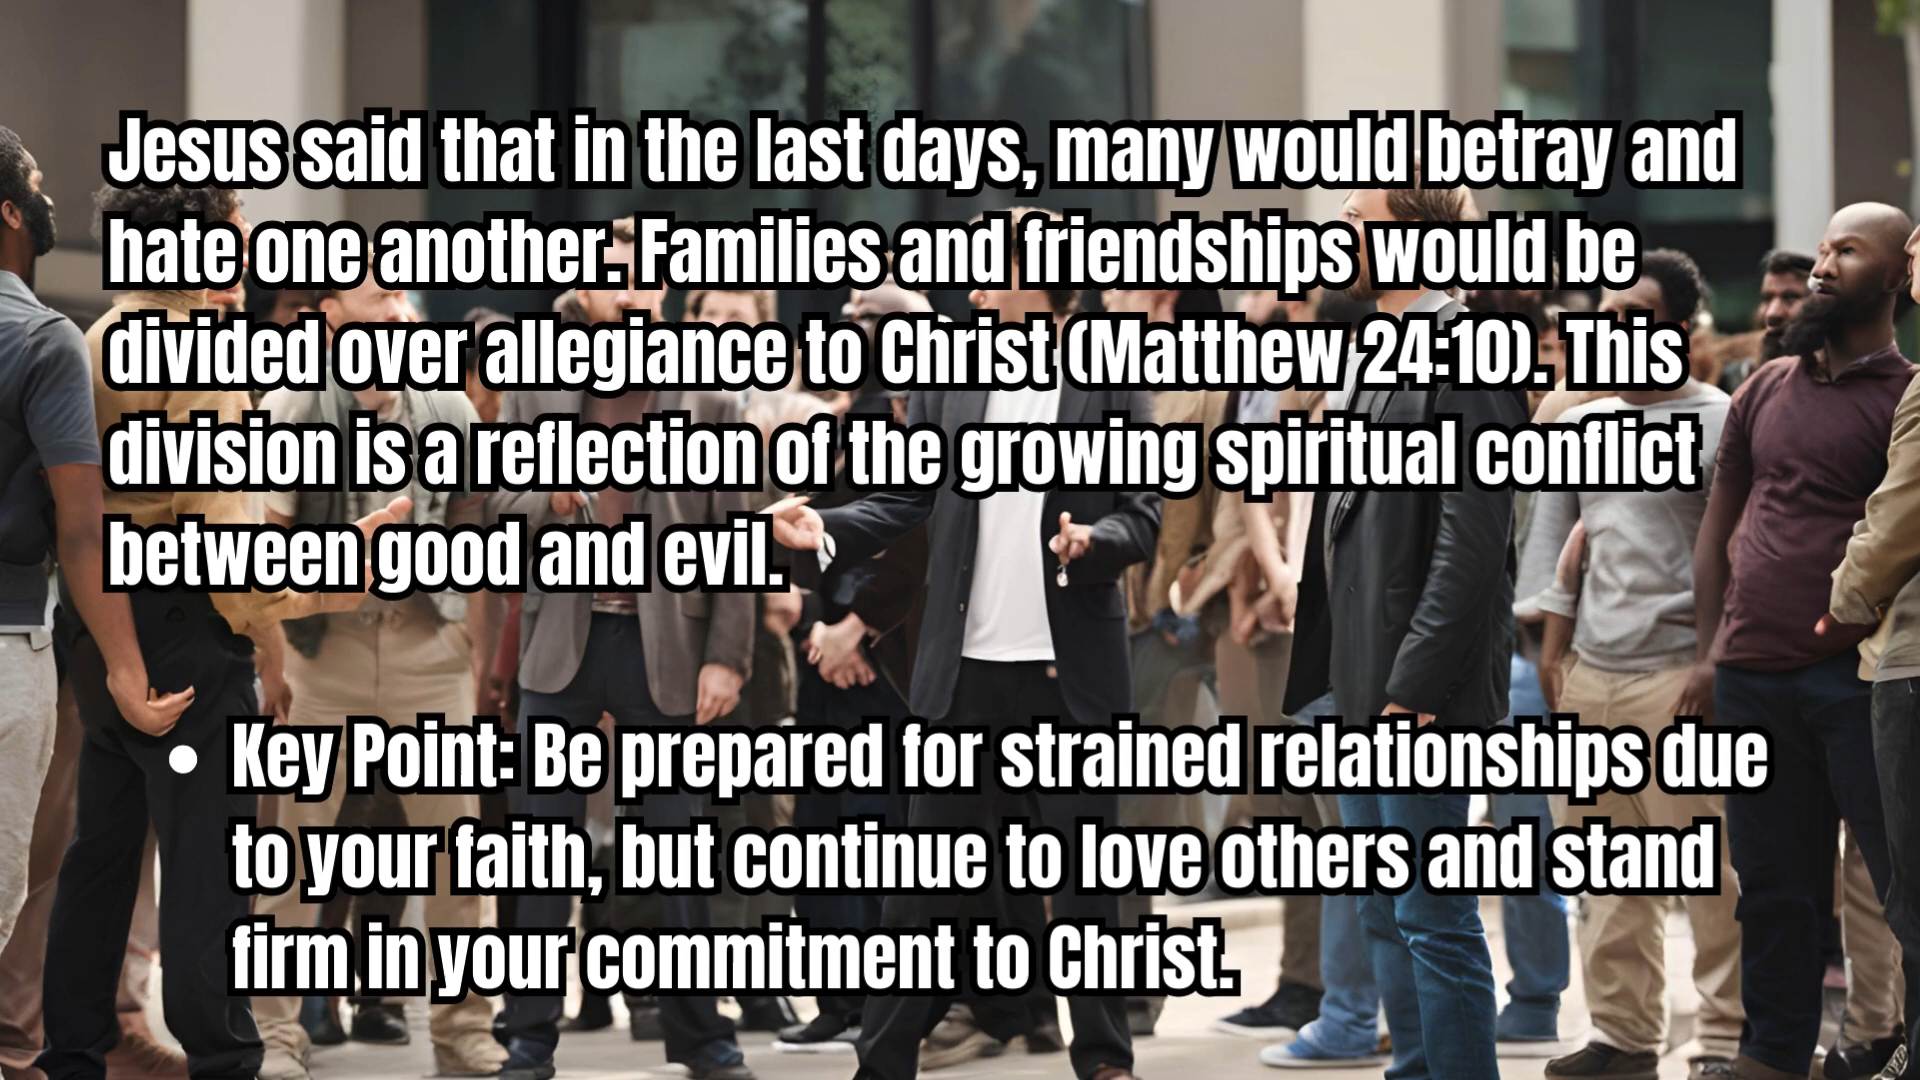 Jesus said that in the last days, many would betray and
hate one another. Families and friendships would be
divided over allegiance to Christ (Matthew 24:10). This
division is a reflection of the growing spiritual conflict
between good and evil.
• Key Point: Be prepared for strained relationships due
to your faith, but continue to love others and stand
firm in your commitment to Christ.